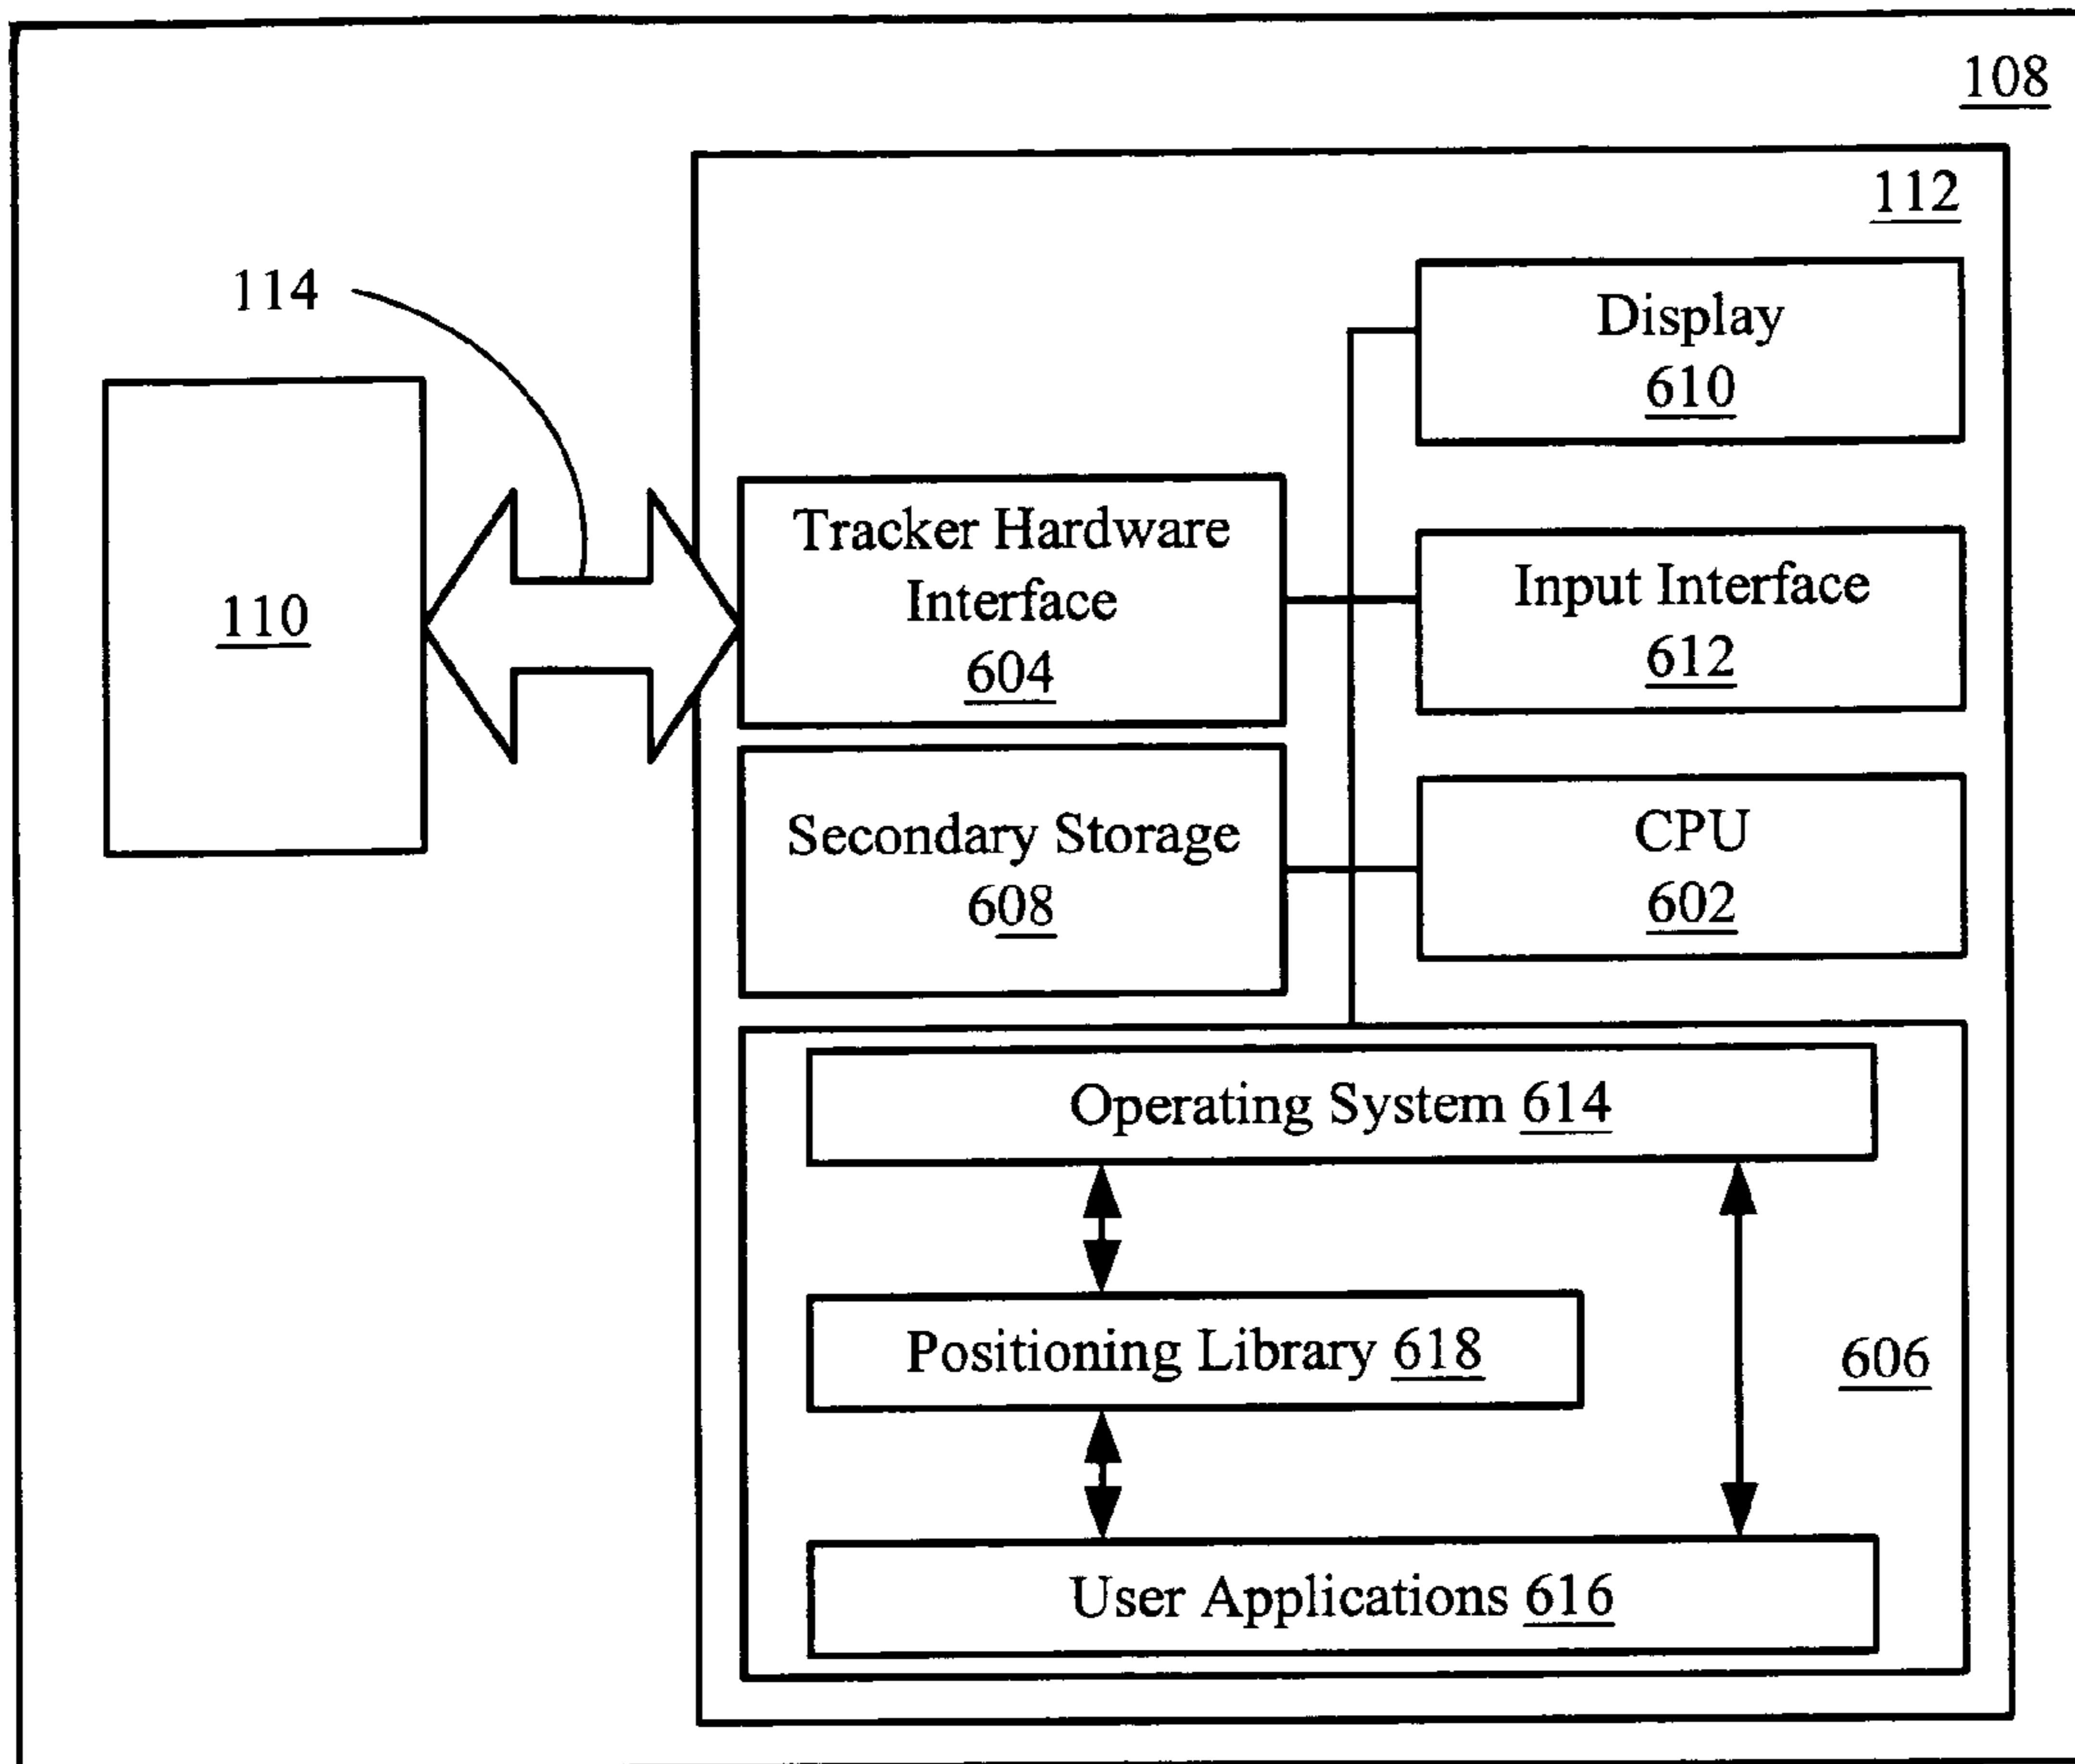 108
112
114
Display
610
Tracker Hardware
Interface
604
Input Interface
612
110
Secondary Storage
608
CPU
602
Operating System 614
Positioning Library 618
606
User Applications 616